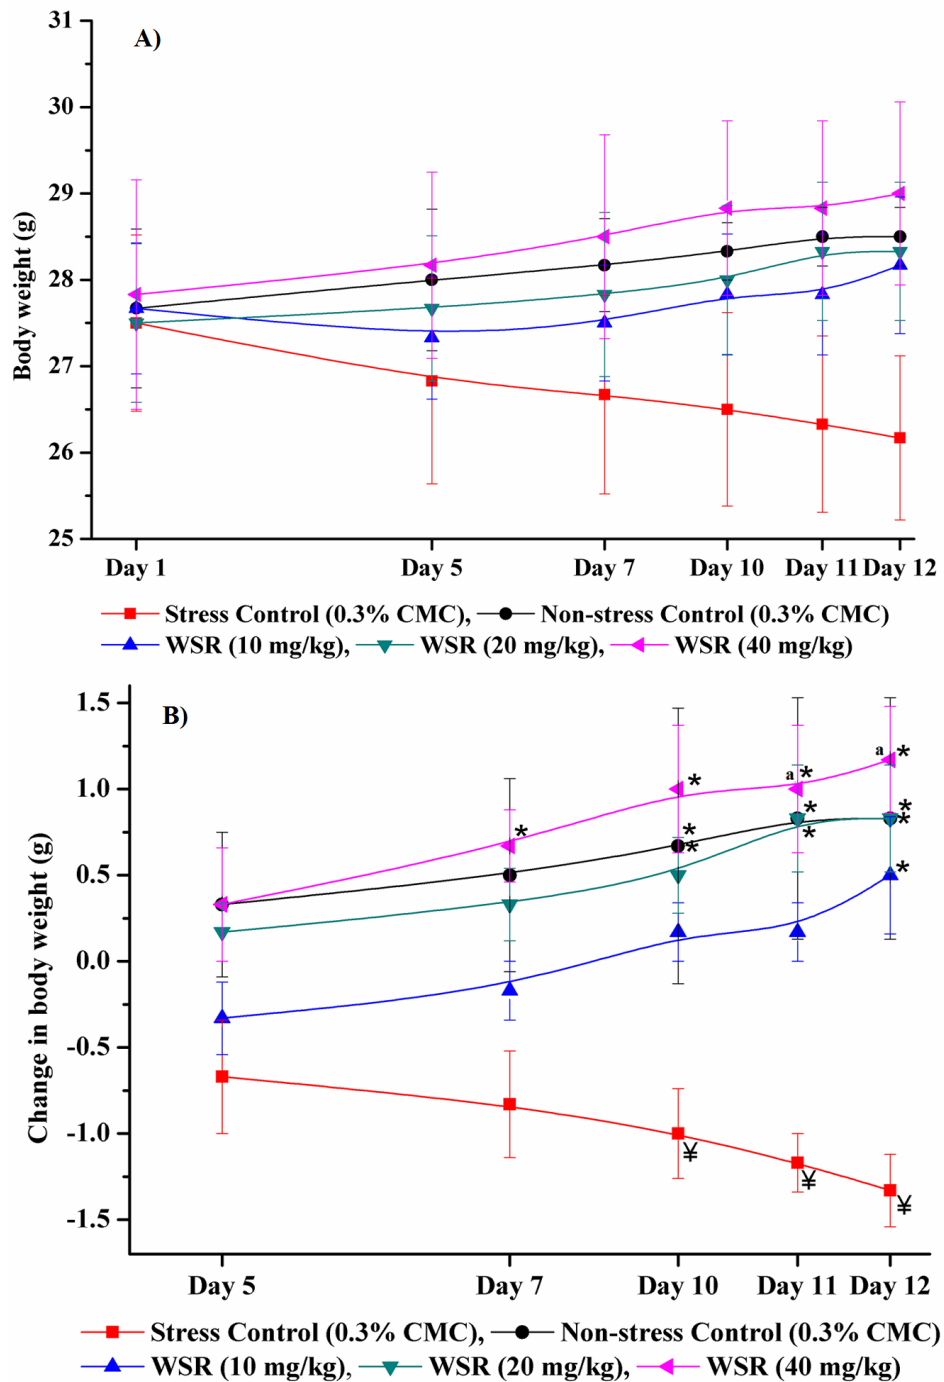 A)
Body weight (g)
31
30
29
28
27
26
25
Day 1 Day 5 Day 7 Day 10 Day 11 Day 12
Stress Control (0.3% CMC), Non-stress Control (0.3% CMC)
WSR (10 mg/kg), WSR (20 mg/kg), WSR (40 mg/kg)
B)
Change in body weight (g)
1.5
1.0
0.5
0.0
-0.5
-1.0
-1.5
a * a *
* * *
* * * *
* *
*
¥ ¥ ¥
Day 5 Day 7 Day 10 Day 11 Day 12
Stress Control (0.3% CMC), Non-stress Control (0.3% CMC)
WSR (10 mg/kg), WSR (20 mg/kg), WSR (40 mg/kg)